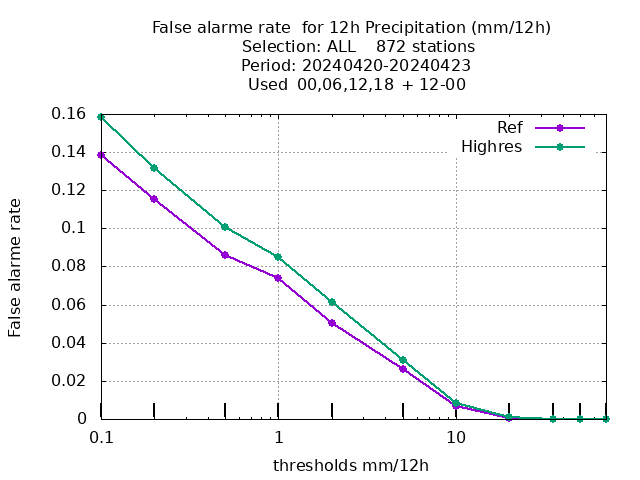 False alarme rate  for 12h Precipitation (mm/12h)
Selection: ALL    872 stations
Period: 20240420-20240423
Used 00,06,12,18 + 12-00
Ref
Highres
0.16
0.14
0.12
0.1
0.08
0.06
0.04
0.02
0
False alarme rate
0.1
1
10
thresholds mm/12h